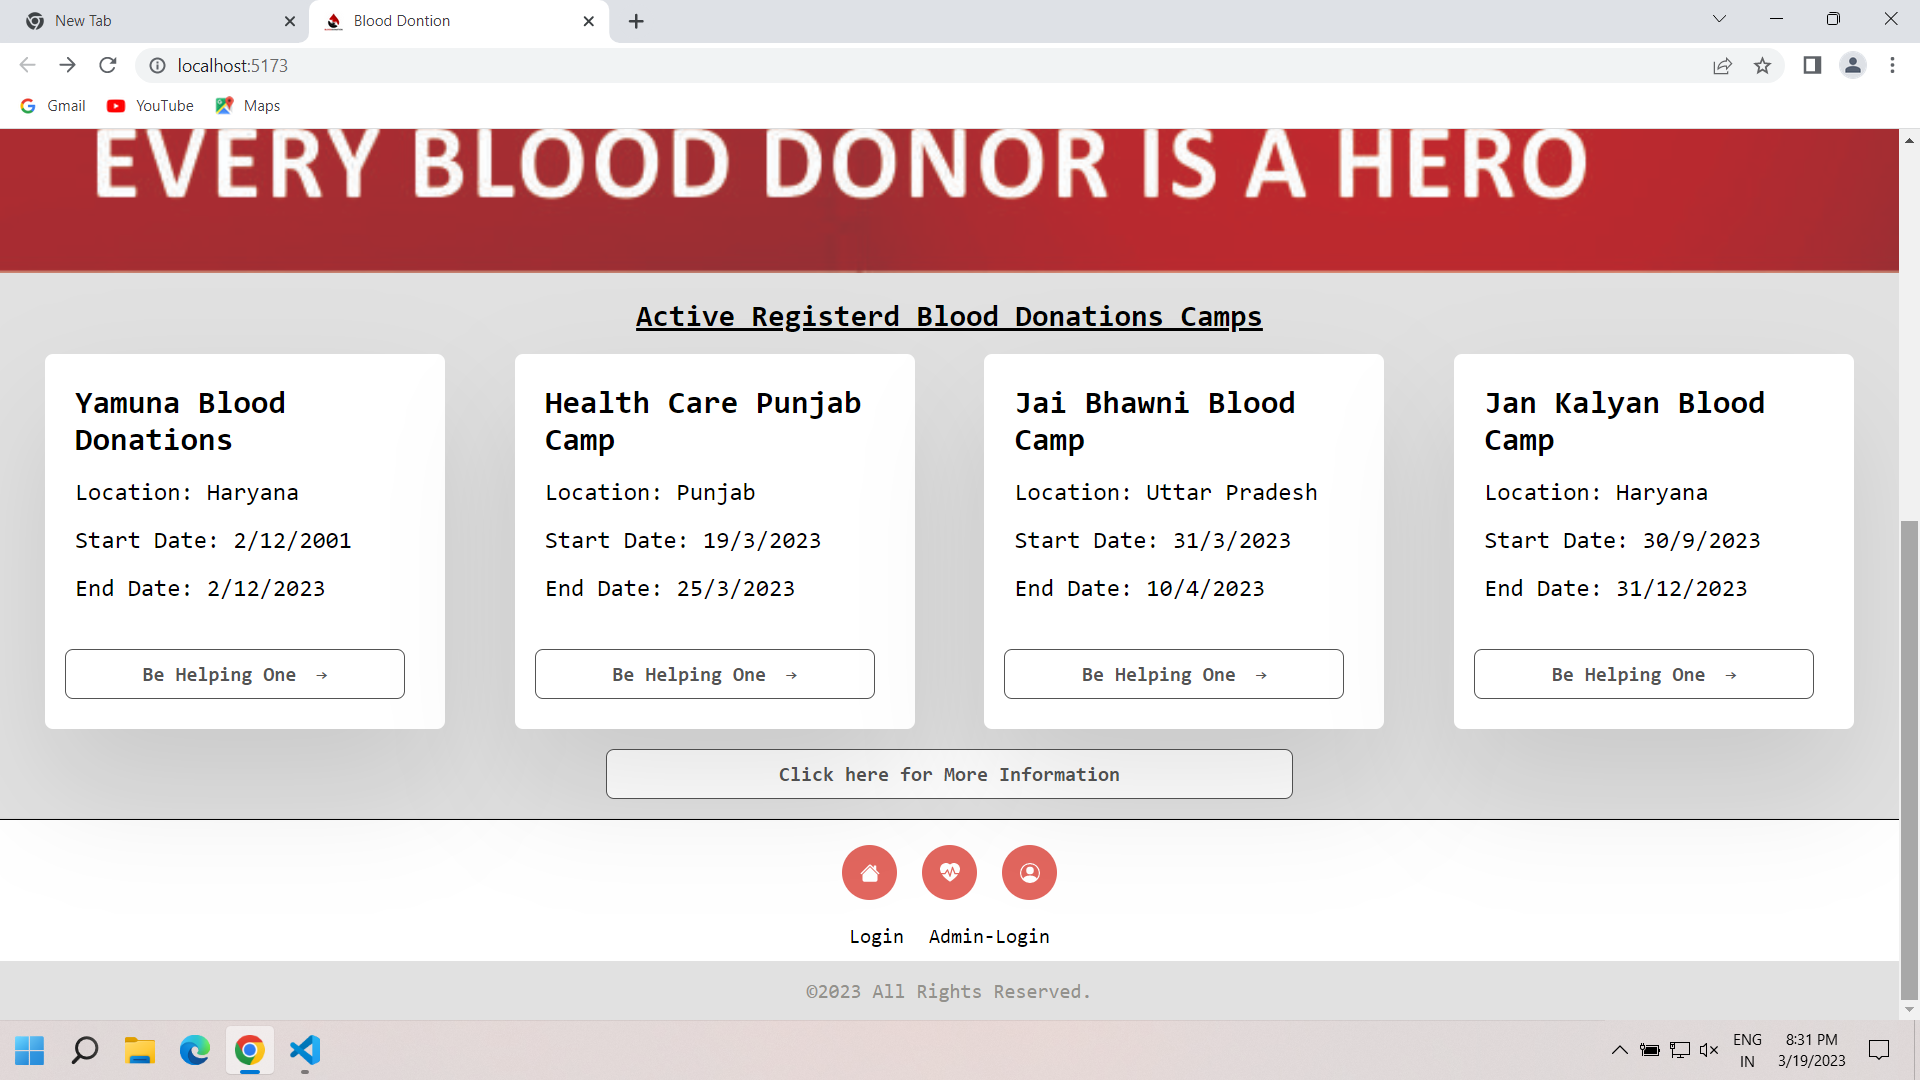 New Tab
Blood Dontion
localhost:5173
Gmail
YouTube
Maps
EVERY BLOOD DONOR IS A HERO
Active Registerd Blood Donations Camps
Yamuna Blood
Donations
Location: Haryana
Start Date: 2/12/2001
End Date: 2/12/2023
Be Helping One →
Health Care Punjab
Camp
Location: Punjab
Start Date: 19/3/2023
End Date: 25/3/2023
Be Helping One →
Jai Bhawni Blood
Camp
Location: Uttar Pradesh
Start Date: 31/3/2023
End Date: 10/4/2023
Be Helping One →
Jan Kalyan Blood
Camp
Location: Haryana
Start Date: 30/9/2023
End Date: 31/12/2023
Be Helping One →
Click here for More Information
Login Admin-Login
©2023 All Rights Reserved.
ENG
IN
8:31 PM
3/19/2023